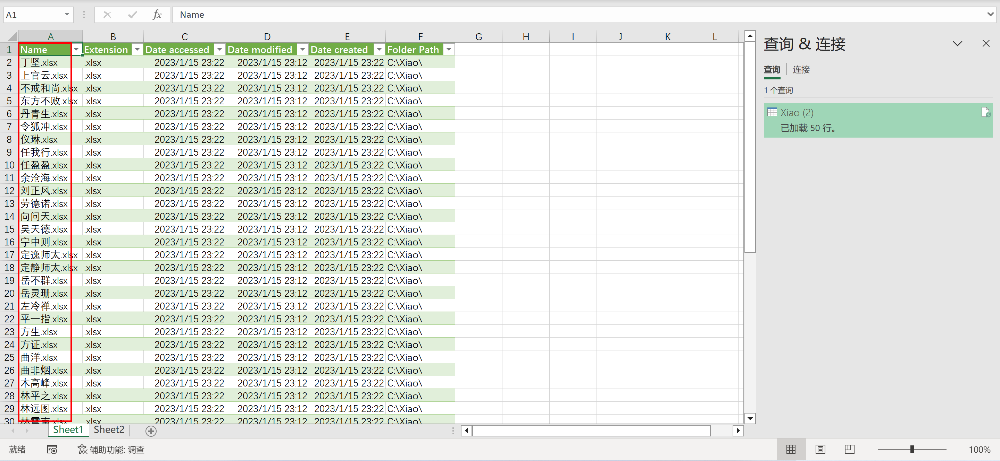 A1 fx Name
A B C D E F G H I J K L
1 Name Extension Date accessed Date modified Date created Folder Path
2 丁坚.xlsx .xlsx 2023/1/15 23:22 2023/1/15 23:12 2023/1/15 23:22 C:\Xiao\
3 上官云.xlsx .xlsx 2023/1/15 23:22 2023/1/15 23:12 2023/1/15 23:22 C:\Xiao\
4 不戒和尚.xlsx .xlsx 2023/1/15 23:22 2023/1/15 23:12 2023/1/15 23:22 C:\Xiao\
5 东方不败.xlsx .xlsx 2023/1/15 23:22 2023/1/15 23:12 2023/1/15 23:22 C:\Xiao\
6 丹青生.xlsx .xlsx 2023/1/15 23:22 2023/1/15 23:12 2023/1/15 23:22 C:\Xiao\
7 令狐冲.xlsx .xlsx 2023/1/15 23:22 2023/1/15 23:12 2023/1/15 23:22 C:\Xiao\
8 仪琳.xlsx .xlsx 2023/1/15 23:22 2023/1/15 23:12 2023/1/15 23:22 C:\Xiao\
9 任我行.xlsx .xlsx 2023/1/15 23:22 2023/1/15 23:12 2023/1/15 23:22 C:\Xiao\
10 任盈盈.xlsx .xlsx 2023/1/15 23:22 2023/1/15 23:12 2023/1/15 23:22 C:\Xiao\
11 余沧海.xlsx .xlsx 2023/1/15 23:22 2023/1/15 23:12 2023/1/15 23:22 C:\Xiao\
12 刘正风.xlsx .xlsx 2023/1/15 23:22 2023/1/15 23:12 2023/1/15 23:22 C:\Xiao\
13 劳德诺.xlsx .xlsx 2023/1/15 23:22 2023/1/15 23:12 2023/1/15 23:22 C:\Xiao\
14 向问天.xlsx .xlsx 2023/1/15 23:22 2023/1/15 23:12 2023/1/15 23:22 C:\Xiao\
15 吴天德.xlsx .xlsx 2023/1/15 23:22 2023/1/15 23:12 2023/1/15 23:22 C:\Xiao\
16 宁中则.xlsx .xlsx 2023/1/15 23:22 2023/1/15 23:12 2023/1/15 23:22 C:\Xiao\
17 定逸师太.xlsx .xlsx 2023/1/15 23:22 2023/1/15 23:12 2023/1/15 23:22 C:\Xiao\
18 定静师太.xlsx .xlsx 2023/1/15 23:22 2023/1/15 23:12 2023/1/15 23:22 C:\Xiao\
19 岳不群.xlsx .xlsx 2023/1/15 23:22 2023/1/15 23:12 2023/1/15 23:22 C:\Xiao\
20 岳灵珊.xlsx .xlsx 2023/1/15 23:22 2023/1/15 23:12 2023/1/15 23:22 C:\Xiao\
21 左冷禅.xlsx .xlsx 2023/1/15 23:22 2023/1/15 23:12 2023/1/15 23:22 C:\Xiao\
22 平一指.xlsx .xlsx 2023/1/15 23:22 2023/1/15 23:12 2023/1/15 23:22 C:\Xiao\
23 方生.xlsx .xlsx 2023/1/15 23:22 2023/1/15 23:12 2023/1/15 23:22 C:\Xiao\
24 方证.xlsx .xlsx 2023/1/15 23:22 2023/1/15 23:12 2023/1/15 23:22 C:\Xiao\
25 曲洋.xlsx .xlsx 2023/1/15 23:22 2023/1/15 23:12 2023/1/15 23:22 C:\Xiao\
26 曲非烟.xlsx .xlsx 2023/1/15 23:22 2023/1/15 23:12 2023/1/15 23:22 C:\Xiao\
27 木高峰.xlsx .xlsx 2023/1/15 23:22 2023/1/15 23:12 2023/1/15 23:22 C:\Xiao\
28 林平之.xlsx .xlsx 2023/1/15 23:22 2023/1/15 23:12 2023/1/15 23:22 C:\Xiao\
29 林远图.xlsx .xlsx 2023/1/15 23:22 2023/1/15 23:12 2023/1/15 23:22 C:\Xiao\
30 林震南.xlsx .xlsx 2023/1/15 23:22 2023/1/15 23:12 2023/1/15 23:22 C:\Xiao\
Sheet1 Sheet2
就绪 辅助功能: 调查 100%
查询 & 连接
查询 连接
1 个查询
Xiao (2)
已加载 50 行。